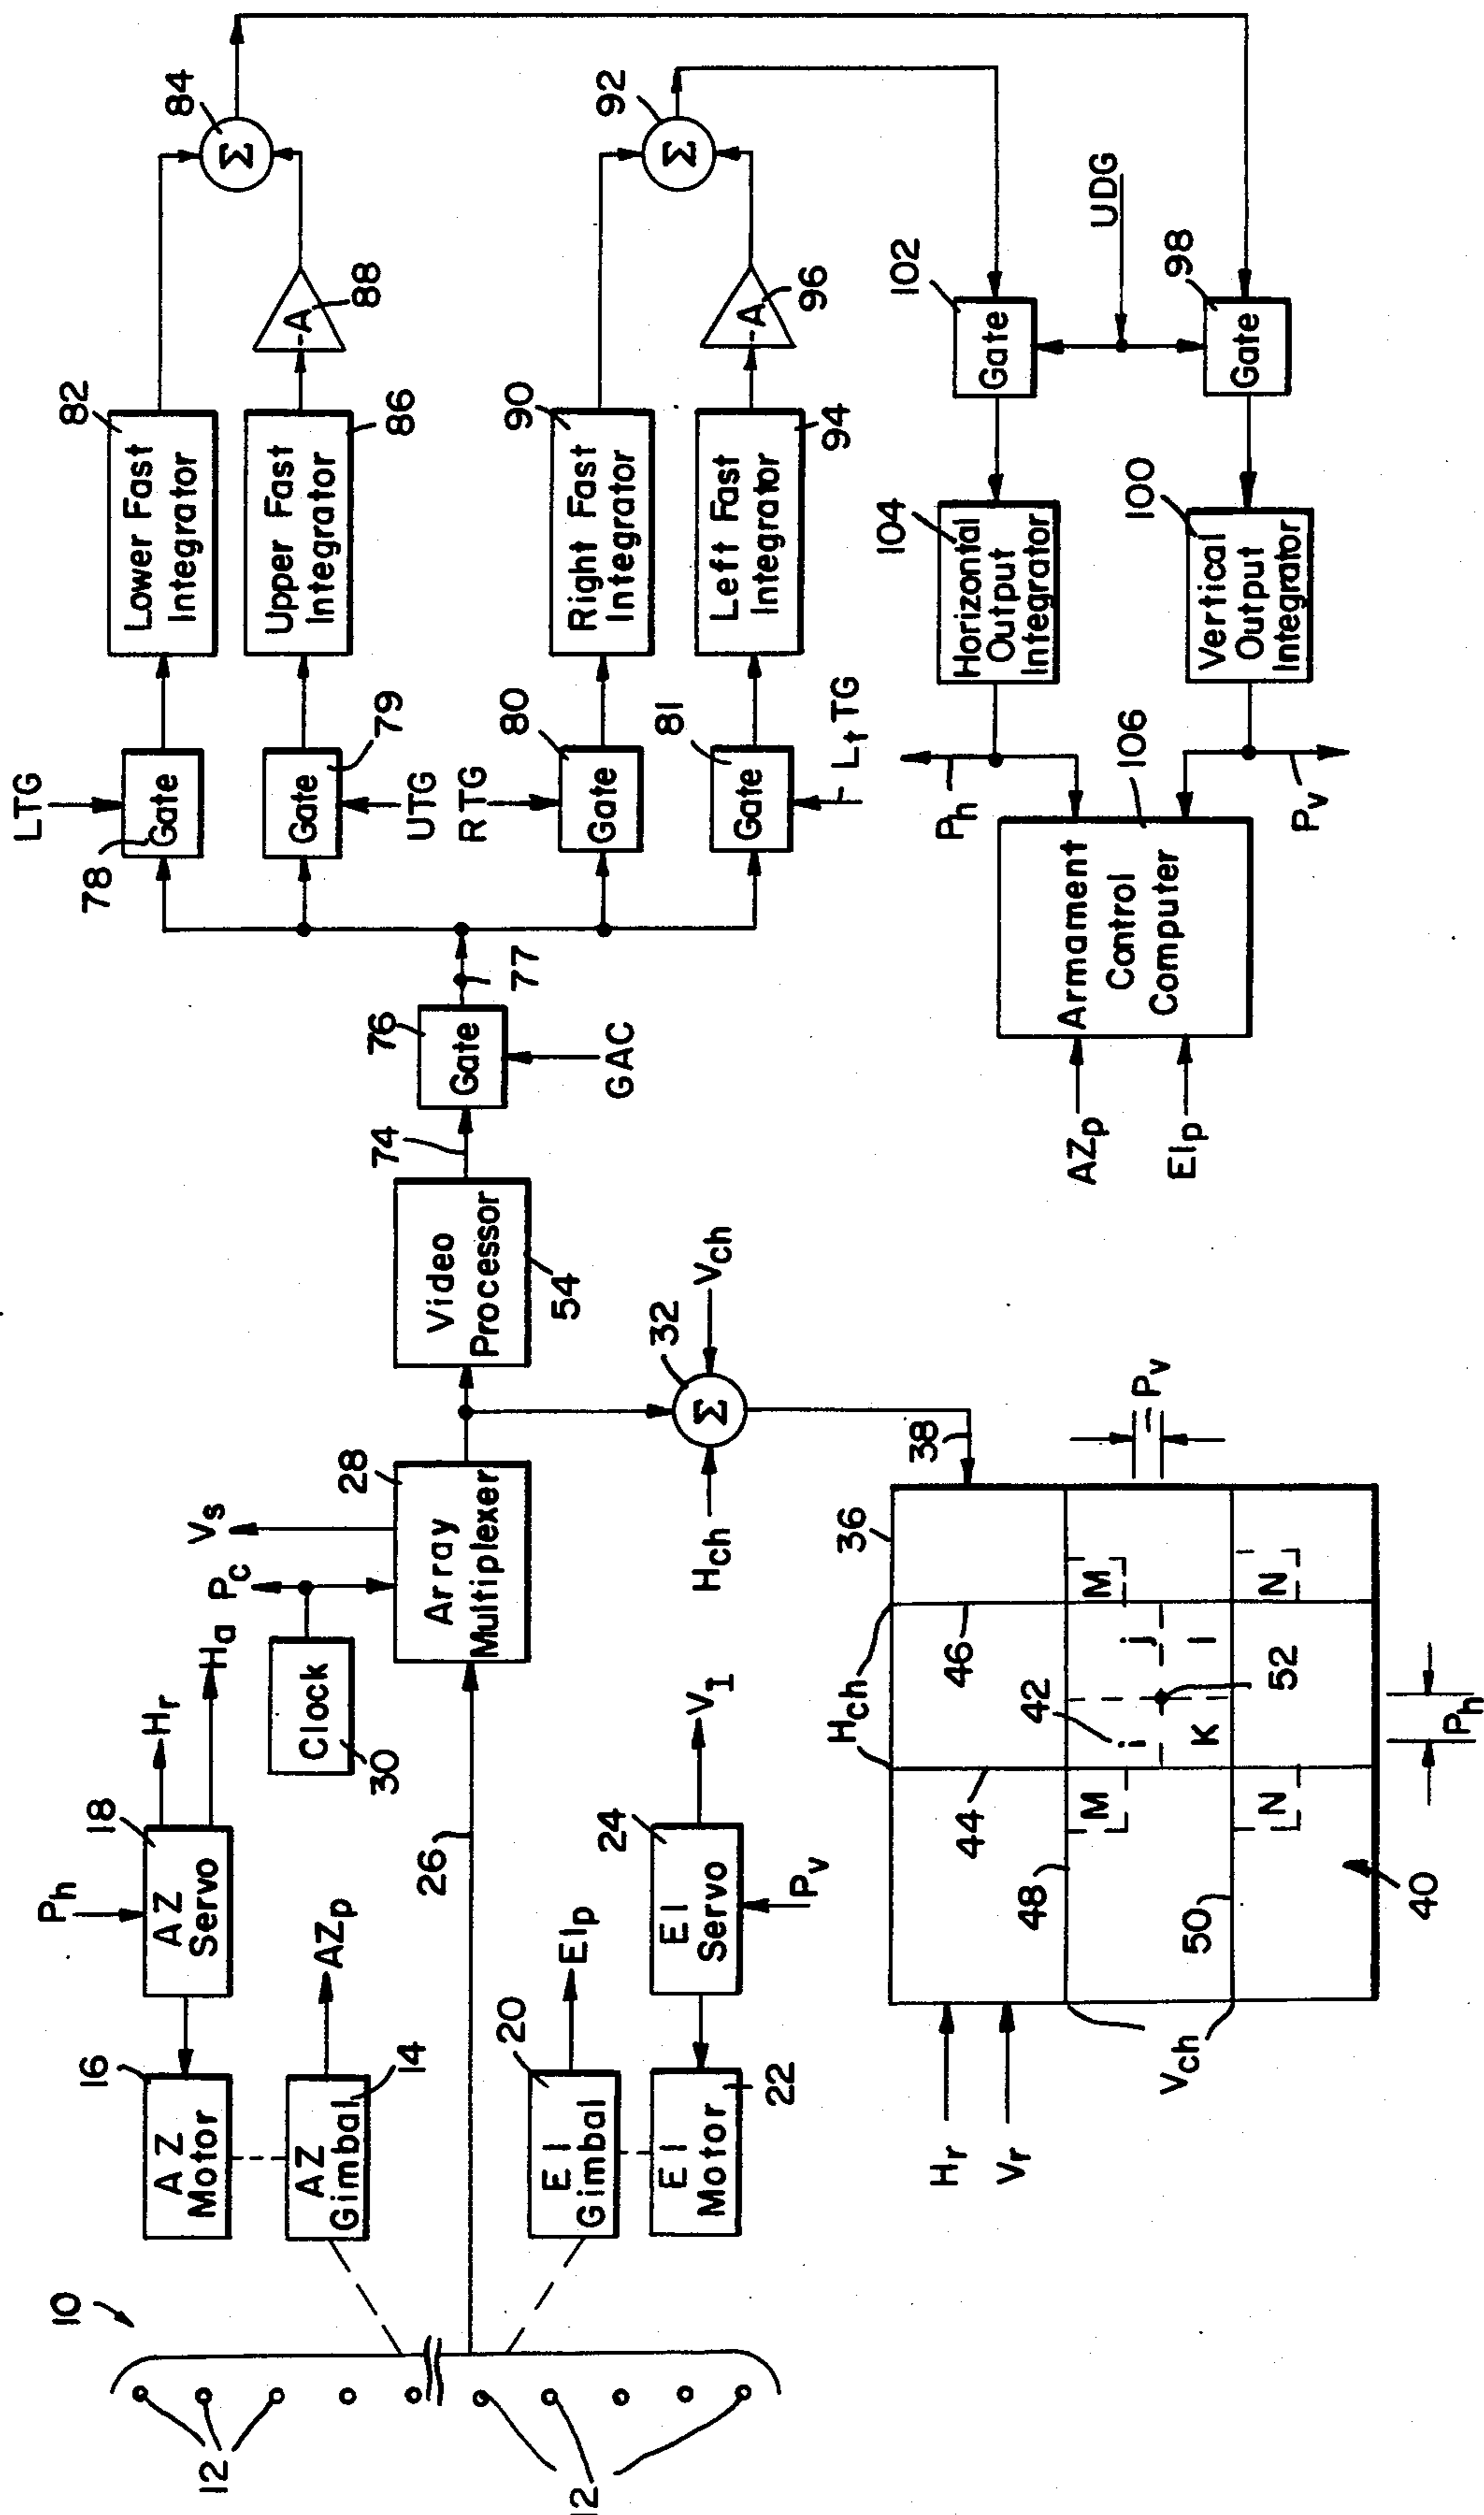 10
12
12
16
AZ
Motor
AZ
Gimbal
14
20
El
Gimbal
El
Motor
22
Ph
18
AZ
Servo
AZp
Elp
24
El
Servo
Pv
Hr
Ha
Pc
Vs
Clock
30
26
V1
28
Array
Multiplexer
Video
Processor
54
32
Σ
Hch
Vch
38
74
76
Gate
GAC
77
LTG
78
Gate
79
Gate
UTG
RTG
80
Gate
81
Gate
LtTG
82
Lower Fast
Integrator
Upper Fast
Integrator
86
90
Right Fast
Integrator
Left Fast
Integrator
94
-A
88
-A
96
84
Σ
92
Σ
102
Gate
UDG
98
Gate
104
Horizontal
Output
Integrator
100
Vertical
Output
Integrator
Ph
Pv
106
Armament
Control
Computer
AZp
Elp
Hr
Vr
Vch
Hch
36
46
44
42
48
50
52
40
M
M
N
N
i
j
K
l
Pv
Ph